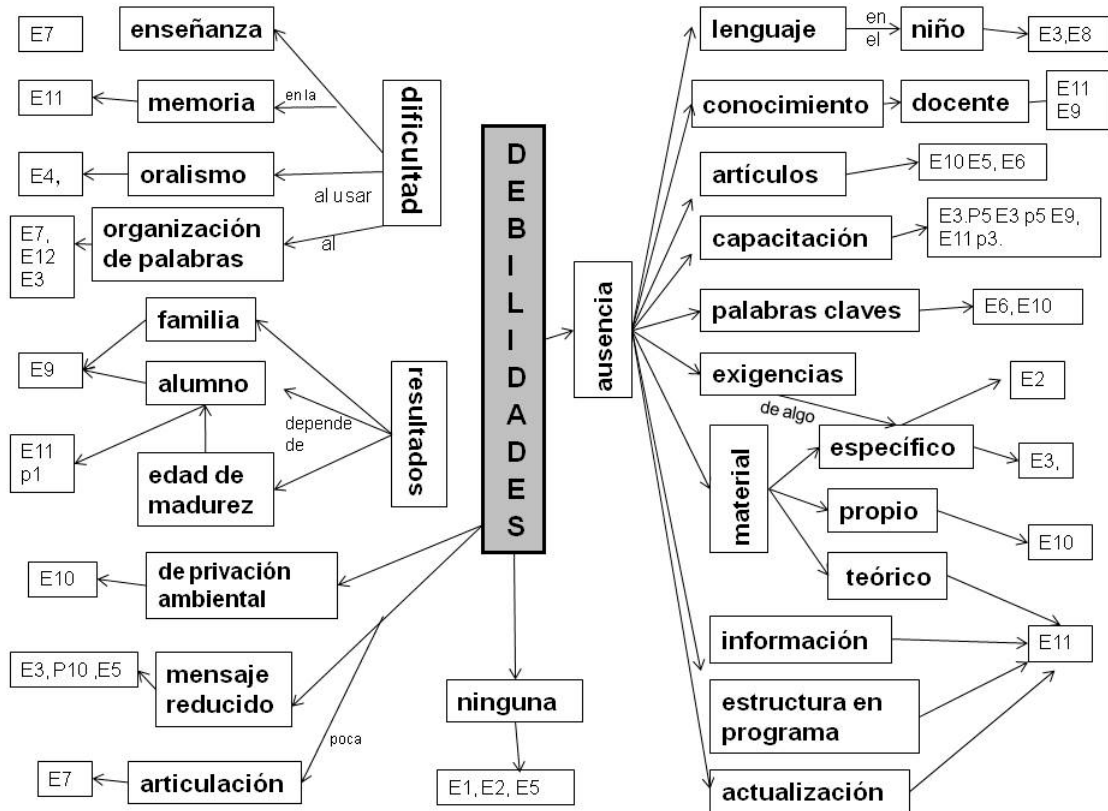 E7
enseñanza
E11
memoria
en la
dificultad
E4,
oralismo
al usar
E7,
E12
E3
organización
de palabras
al
familia
E9
alumno
depende
de
resultados
E11
p1
edad de
madurez
E10
de privación
ambiental
E3, P10 ,E5
mensaje
reducido
poca
E7
articulación
DEBILIDADES
ninguna
E1, E2, E5
ausencia
lenguaje
en
el
niño
E3,E8
conocimiento
docente
E11
E9
artículos
E10 E5, E6
capacitación
E3.P5 E3 p5 E9,
E11 p3.
palabras claves
E6, E10
exigencias
de algo
E2
material
específico
E3,
propio
E10
teórico
información
E11
estructura en
programa
actualización